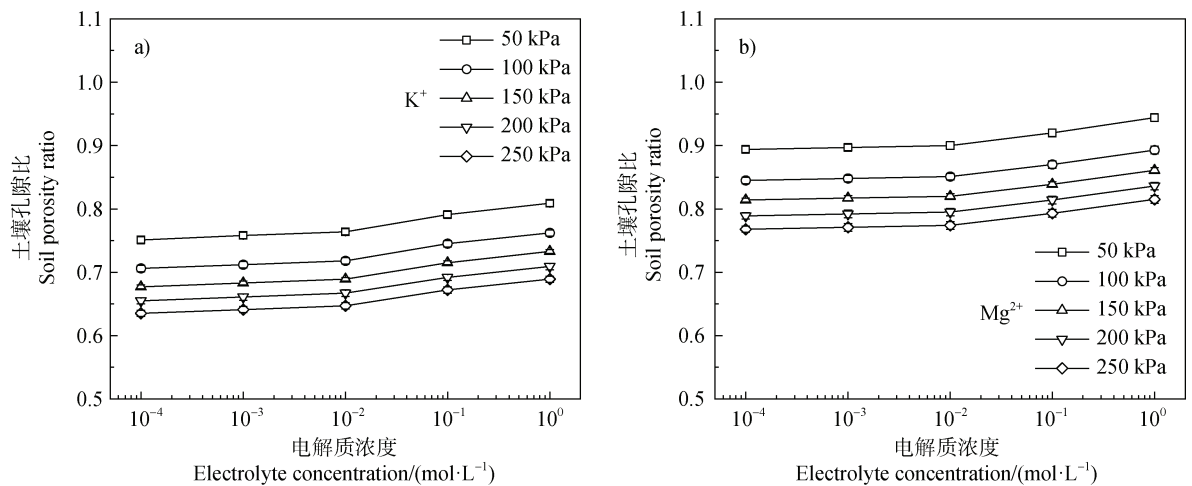 1.1
1.0
0.9
0.8
0.7
0.6
0.5
土壤孔隙比
Soil porosity ratio
a)
K⁺
50 kPa
100 kPa
150 kPa
200 kPa
250 kPa
10⁻⁴ 10⁻³ 10⁻² 10⁻¹ 10⁰
电解质浓度
Electrolyte concentration/(mol·L⁻¹)
1.1
1.0
0.9
0.8
0.7
0.6
0.5
土壤孔隙比
Soil porosity ratio
b)
Mg²⁺
50 kPa
100 kPa
150 kPa
200 kPa
250 kPa
10⁻⁴ 10⁻³ 10⁻² 10⁻¹ 10⁰
电解质浓度
Electrolyte concentration/(mol·L⁻¹)